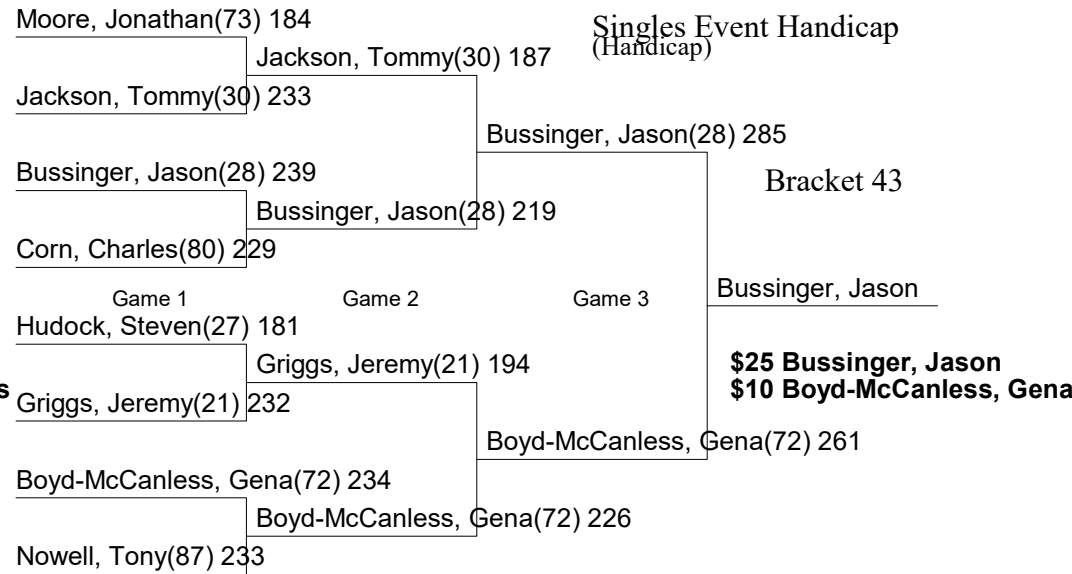 Moore, Jonathan(73) 184
Singles Event Handicap
(Handicap)
Jackson, Tommy(30) 187
Jackson, Tommy(30) 233
Bussinger, Jason(28) 285
Bussinger, Jason(28) 239
Bracket 43
Bussinger, Jason(28) 219
Corn, Charles(80) 229
Game 1 Game 2 Game 3
Bussinger, Jason
Hudock, Steven(27) 181
Griggs, Jeremy(21) 194
$25 Bussinger, Jason
$10 Boyd-McCanless, Gena
s
Griggs, Jeremy(21) 232
Boyd-McCanless, Gena(72) 261
Boyd-McCanless, Gena(72) 234
Boyd-McCanless, Gena(72) 226
Nowell, Tony(87) 233